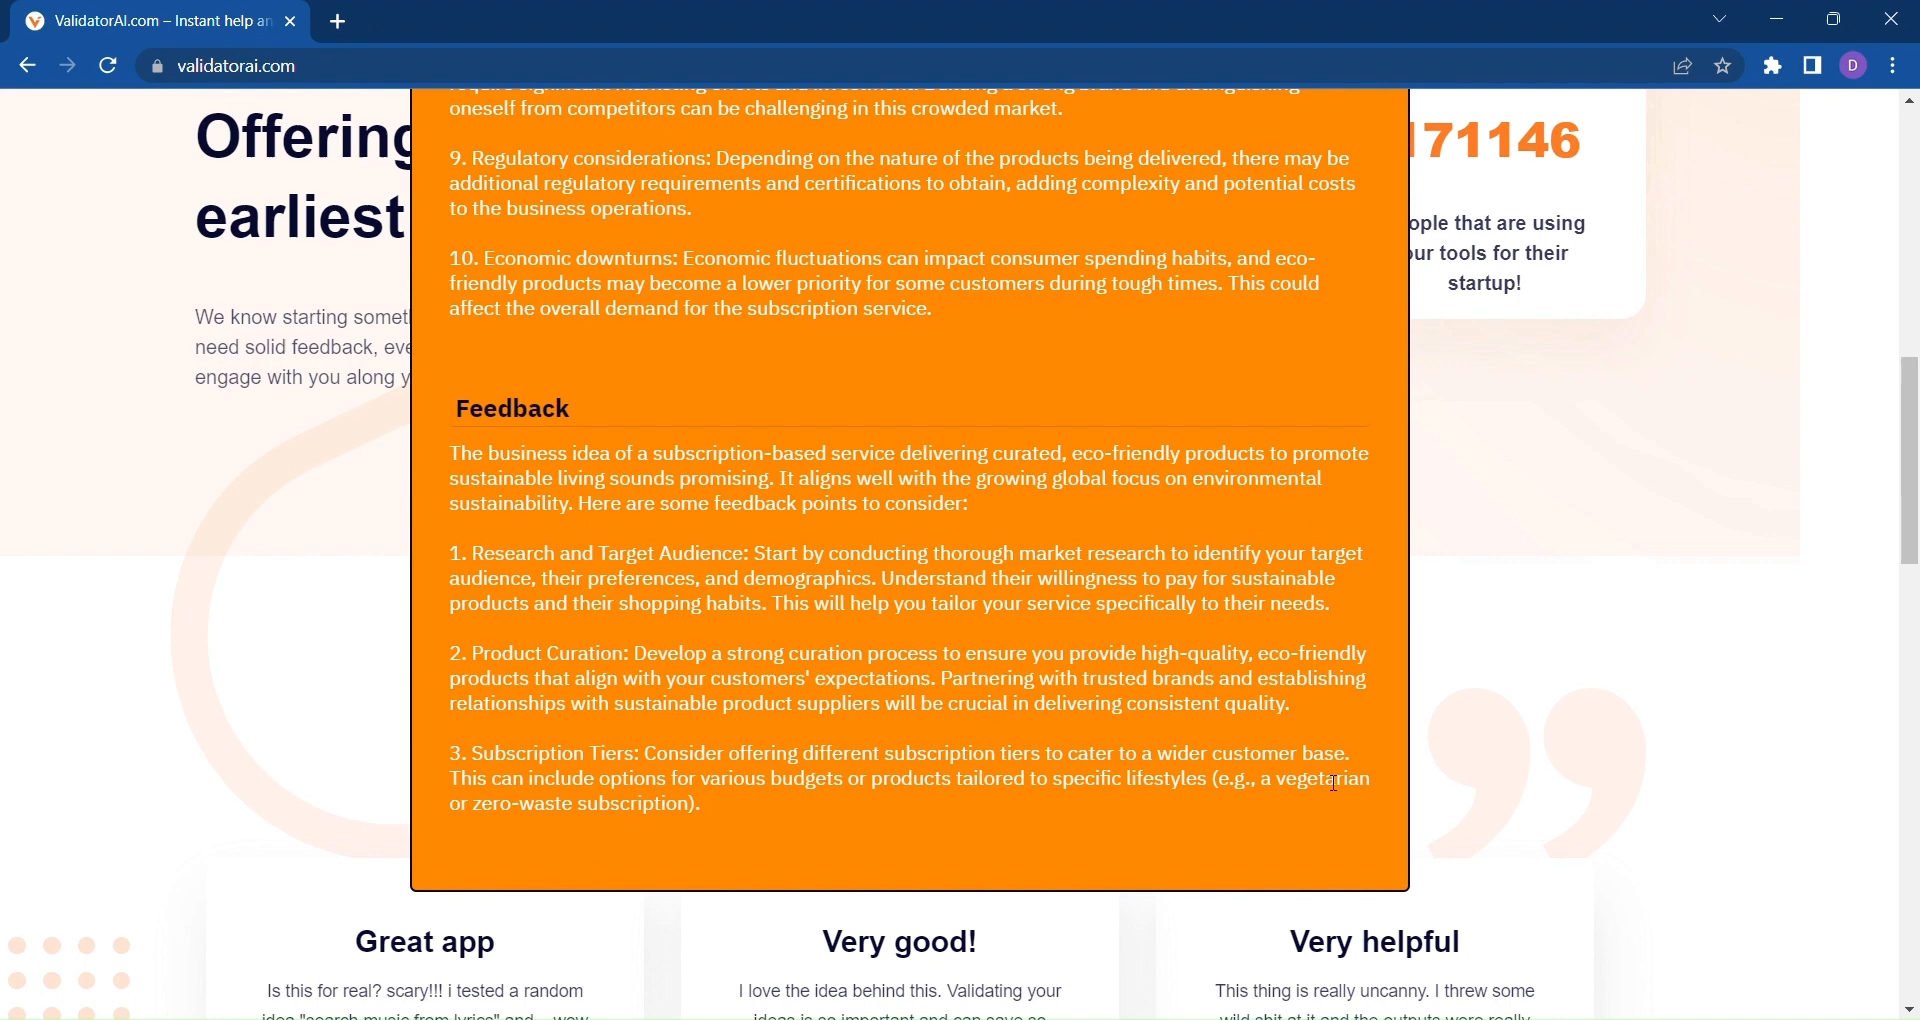 ValidatorAI.com – Instant help an
validatorai.com
D
Offering
earliest
We know starting somet
need solid feedback, eve
engage with you along y
oneself from competitors can be challenging in this crowded market.
9. Regulatory considerations: Depending on the nature of the products being delivered, there may be
additional regulatory requirements and certifications to obtain, adding complexity and potential costs
to the business operations.
10. Economic downturns: Economic fluctuations can impact consumer spending habits, and eco-
friendly products may become a lower priority for some customers during tough times. This could
affect the overall demand for the subscription service.
Feedback
The business idea of a subscription-based service delivering curated, eco-friendly products to promote
sustainable living sounds promising. It aligns well with the growing global focus on environmental
sustainability. Here are some feedback points to consider:
1. Research and Target Audience: Start by conducting thorough market research to identify your target
audience, their preferences, and demographics. Understand their willingness to pay for sustainable
products and their shopping habits. This will help you tailor your service specifically to their needs.
2. Product Curation: Develop a strong curation process to ensure you provide high-quality, eco-friendly
products that align with your customers' expectations. Partnering with trusted brands and establishing
relationships with sustainable product suppliers will be crucial in delivering consistent quality.
3. Subscription Tiers: Consider offering different subscription tiers to cater to a wider customer base.
This can include options for various budgets or products tailored to specific lifestyles (e.g., a vegetarian
or zero-waste subscription).
171146
ople that are using
our tools for their
startup!
Great app
Is this for real? scary!!! i tested a random
Very good!
I love the idea behind this. Validating your
Very helpful
This thing is really uncanny. I threw some